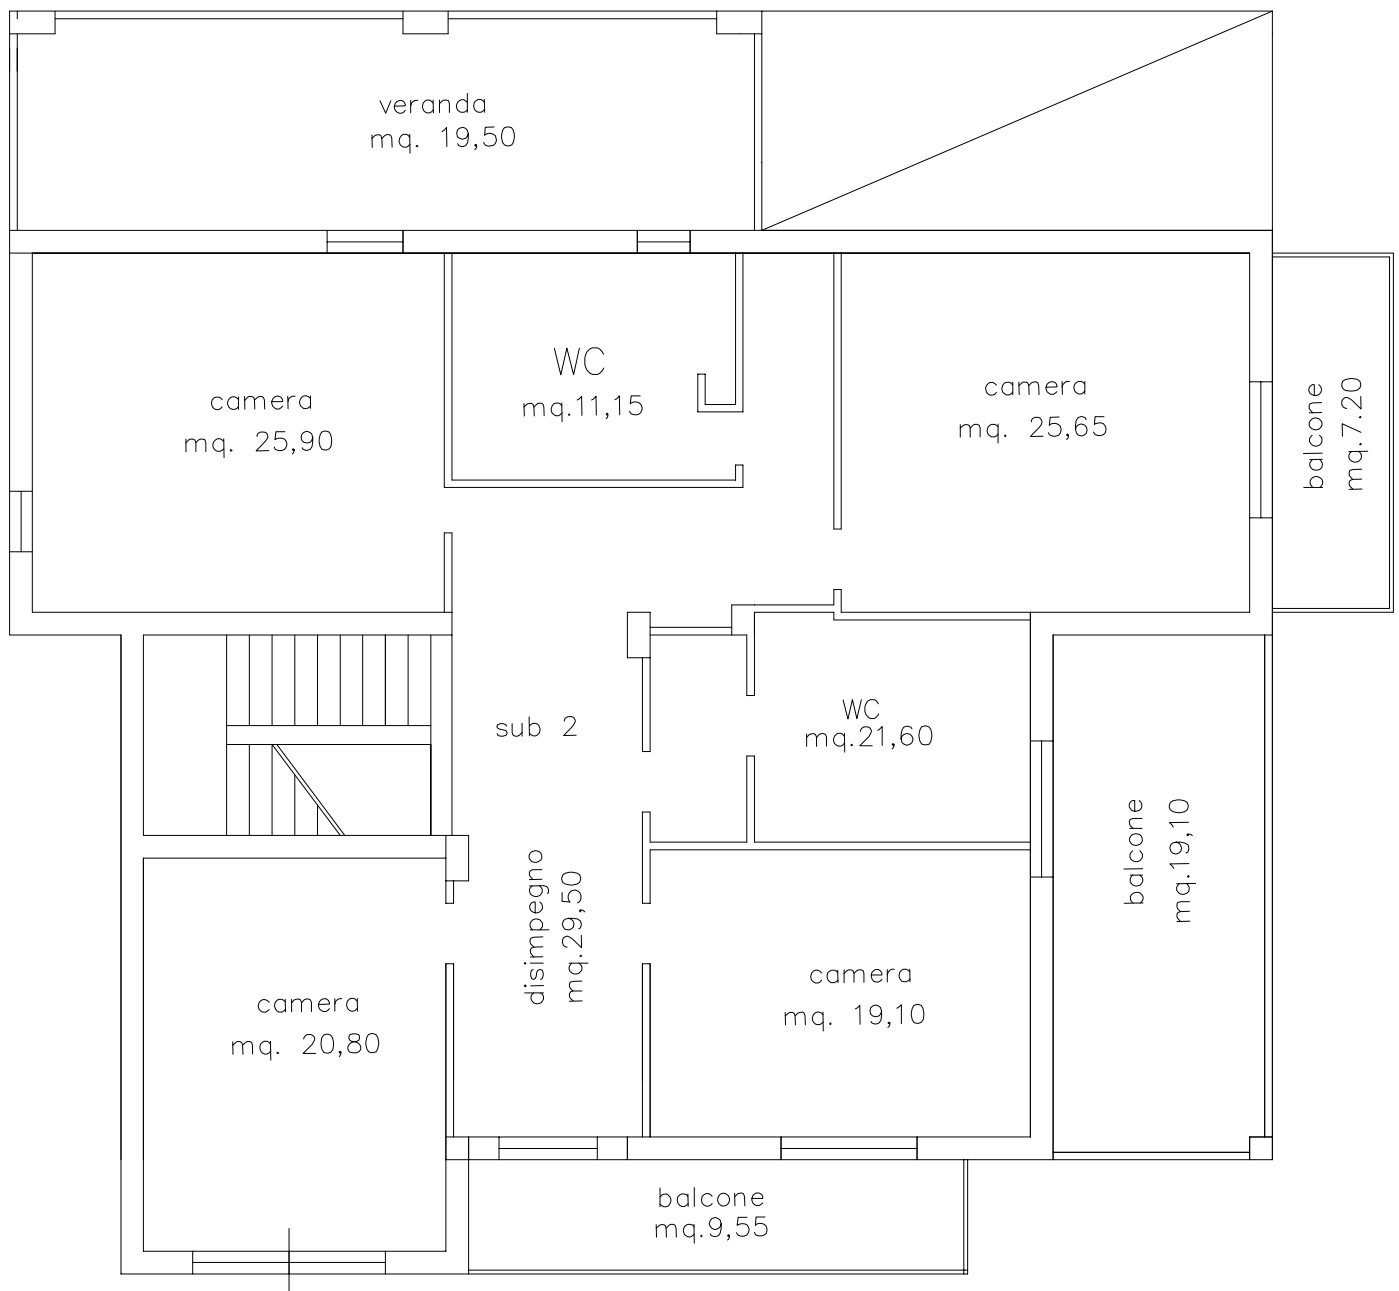 veranda
mq. 19,50
camera
mq. 25,90
WC
mq.11,15
camera
mq. 25,65
balcone
mq.7.20
sub 2
WC
mq.21,60
balcone
mq.19,10
disimpegno
mq.29,50
camera
mq. 20,80
camera
mq. 19,10
balcone
mq.9,55